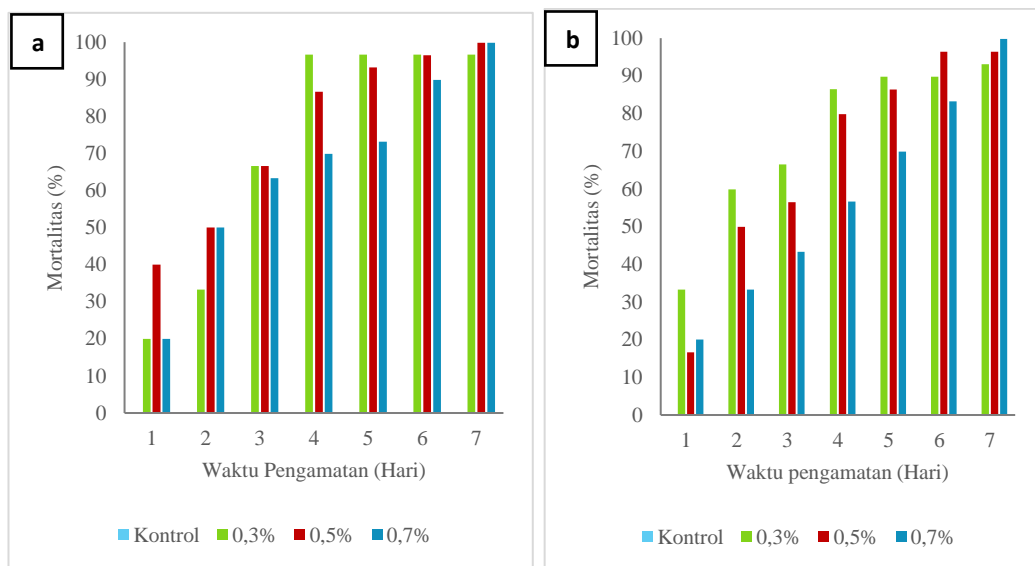 a
100
90
80
70
60
50
40
30
20
10
0
Mortalitas (%)
1 2 3 4 5 6 7
Waktu Pengamatan (Hari)
Kontrol 0,3% 0,5% 0,7%
b
100
90
80
70
60
50
40
30
20
10
0
Mortalitas (%)
1 2 3 4 5 6 7
Waktu pengamatan (Hari)
Kontrol 0,3% 0,5% 0,7%